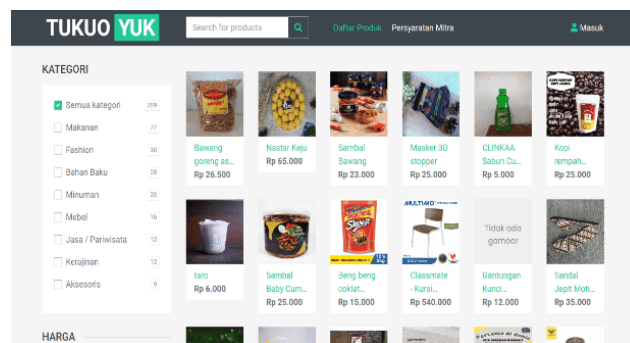 TUKUO YUK
Search for products
Daftar Produk
Persyaratan Mitra
Masuk
KATEGORI
Semua kategori 209
Makanan 77
Fashion 30
Bahan Baku 28
Minuman 25
Mebel 16
Jasa / Pariwisata 12
Kerajinan 12
Aksesoris 9
HARGA
Bawang
goreng as...
Rp 26.500
Nastar Keju
Rp 65.000
Sambal
Bawang
Rp 23.000
Masker 3D
stopper
Rp 25.000
CLINKAA
Sabun Cu...
Rp 5.000
Kopi
rempah...
Rp 25.000
taro
Rp 6.000
Sambal
Baby Cum...
Rp 25.000
Beng beng
coklat...
Rp 15.000
MULTIMO
Classmate
- Kursi...
Rp 540.000
Tidak ada
gambar
Gantungan
Kunci...
Rp 12.000
Sandal
Jepit Moti...
Rp 35.000